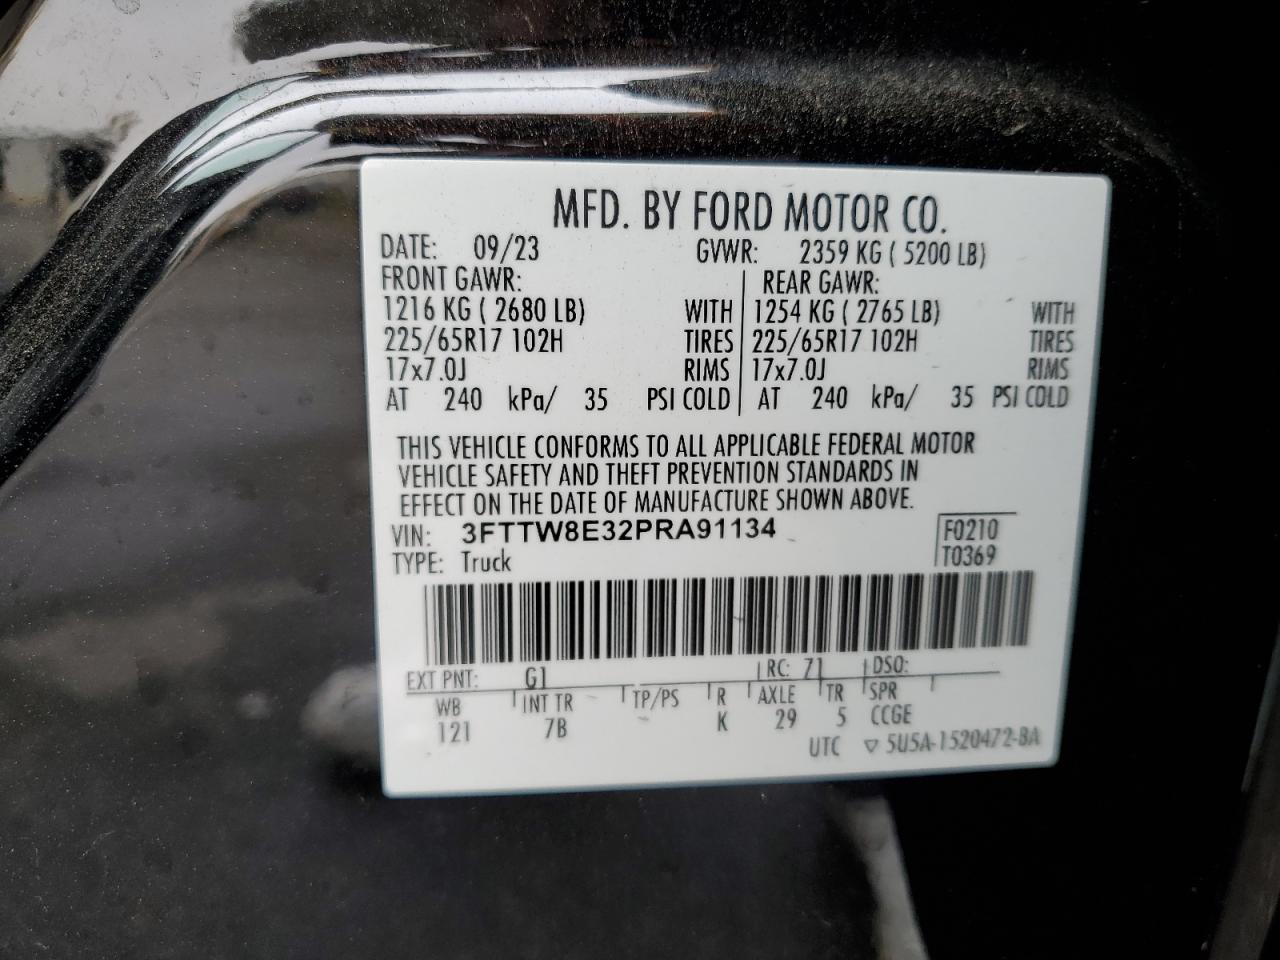 MFD. BY FORD MOTOR CO.
DATE: 09/23 GVWR: 2359 KG ( 5200 LB)
FRONT GAWR: REAR GAWR:
1216 KG ( 2680 LB) WITH 1254 KG ( 2765 LB) WITH
225/65R17 102H TIRES 225/65R17 102H TIRES
17x7.0J RIMS 17x7.0J RIMS
AT 240 kPa/ 35 PSI COLD AT 240 kPa/ 35 PSI COLD
THIS VEHICLE CONFORMS TO ALL APPLICABLE FEDERAL MOTOR
VEHICLE SAFETY AND THEFT PREVENTION STANDARDS IN
EFFECT ON THE DATE OF MANUFACTURE SHOWN ABOVE.
VIN: 3FTTW8E32PRA91134 F0210
TYPE: Truck T0369
EXT PNT: G1 RC: 71 DSO:
WB INT TR TP/PS R AXLE TR SPR
121 7B K 29 5 CCGE
UTC ▽ 5U5A-1520472-BA